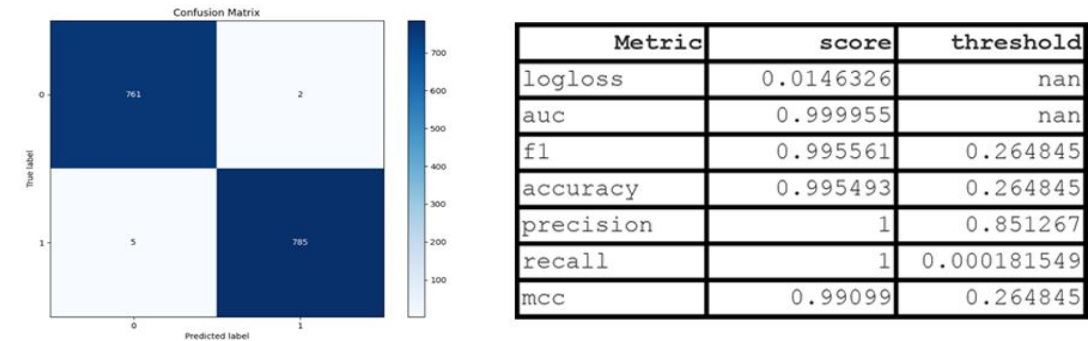 Confusion Matrix
0
761
2
True label
1
5
785
0
1
Predicted label
700
600
500
400
300
200
100
Metric score threshold
logloss 0.0146326 nan
auc 0.999955 nan
f1 0.995561 0.264845
accuracy 0.995493 0.264845
precision 1 0.851267
recall 1 0.000181549
mcc 0.99099 0.264845